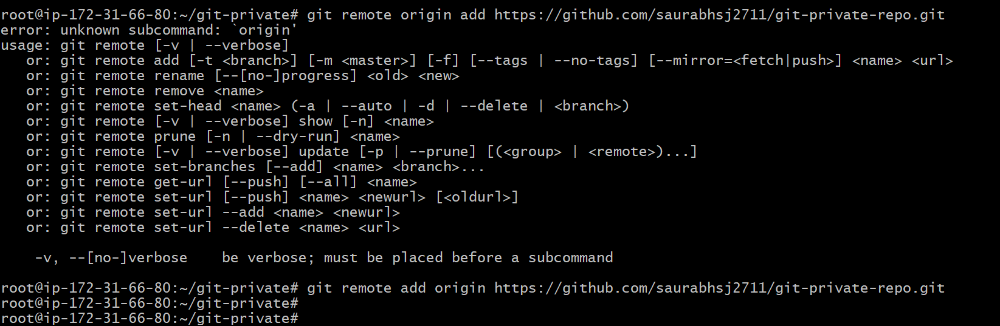 root@ip-172-31-66-80:~/git-private# git remote origin add https://github.com/saurabhsj2711/git-private-repo.git
error: unknown subcommand: `origin'
usage: git remote [-v | --verbose]
   or: git remote add [-t <branch>] [-m <master>] [-f] [--tags | --no-tags] [--mirror=<fetch|push>] <name> <url>
   or: git remote rename [--[no-]progress] <old> <new>
   or: git remote remove <name>
   or: git remote set-head <name> (-a | --auto | -d | --delete | <branch>)
   or: git remote [-v | --verbose] show [-n] <name>
   or: git remote prune [-n | --dry-run] <name>
   or: git remote [-v | --verbose] update [-p | --prune] [(<group> | <remote>)...]
   or: git remote set-branches [--add] <name> <branch>...
   or: git remote get-url [--push] [--all] <name>
   or: git remote set-url [--push] <name> <newurl> [<oldurl>]
   or: git remote set-url --add <name> <newurl>
   or: git remote set-url --delete <name> <url>

    -v, --[no-]verbose    be verbose; must be placed before a subcommand

root@ip-172-31-66-80:~/git-private# git remote add origin https://github.com/saurabhsj2711/git-private-repo.git
root@ip-172-31-66-80:~/git-private#
root@ip-172-31-66-80:~/git-private#